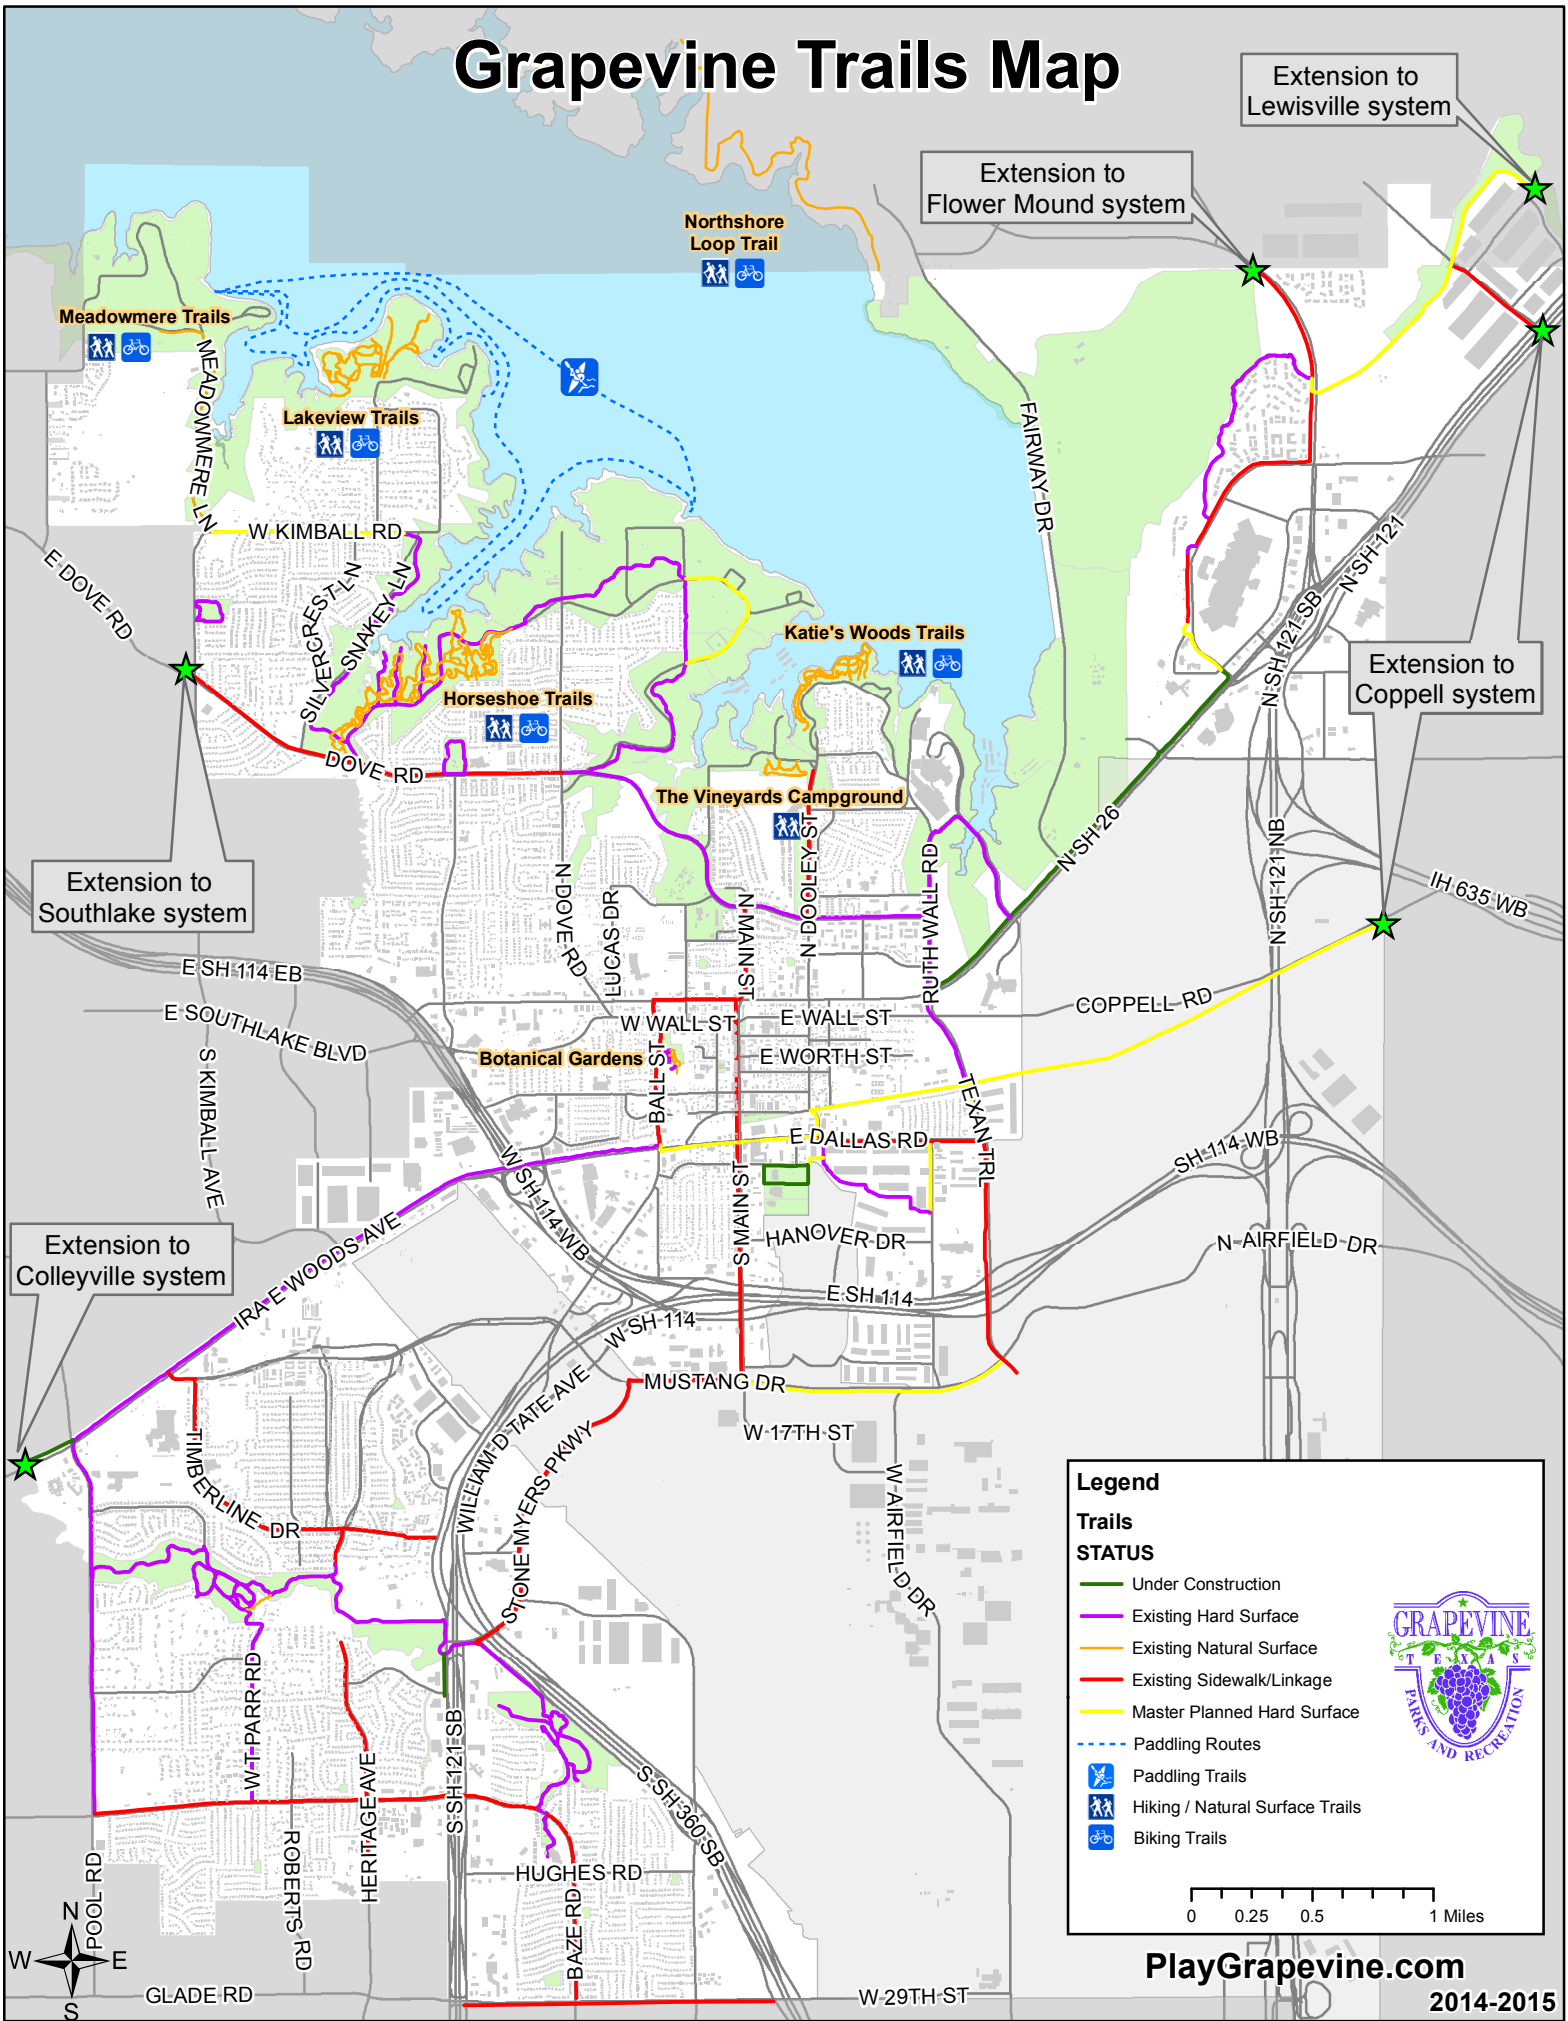 Grapevine Trails Map
Extension to
Lewisville system
Extension to
Flower Mound system
Northshore
Loop Trail
Meadowmere Trails
MEADOWMERE LN
Lakeview Trails
FAIRWAY DR
W KIMBALL RD
E DOVE RD
SILVERCREST LN
SNAKEY LN
N SH 121
N SH 121 SB
Katie's Woods Trails
Extension to
Coppell system
Horseshoe Trails
DOVE RD
The Vineyards Campground
N SH 26
N DOOLEY ST
N SH 121 NB
Extension to
Southlake system
N DOVE RD
LUCAS DR
N MAIN ST
RUTH WALL RD
IH 635 WB
E SH 114 EB
E SOUTHLAKE BLVD
W WALL ST
E WALL ST
COPPELL RD
Botanical Gardens
BALL ST
E WORTH ST
S KIMBALL AVE
TEXAN TRL
E DALLAS RD
SH 114 WB
W SH 114 WB
S MAIN ST
HANOVER DR
N AIRFIELD DR
Extension to
Colleyville system
IRA E WOODS AVE
E SH 114
W SH 114
MUSTANG DR
WILLIAM D TATE AVE
W 17TH ST
STONE MYERS PKWY
TIMBERLINE DR
W AIRFIELD DR
W T PARR RD
HERITAGE AVE
S SH 121 SB
S SH 360 SB
POOL RD
ROBERTS RD
HUGHES RD
BAZE RD
GLADE RD
W 29TH ST
N
W
E
S
Legend
Trails
STATUS
Under Construction
Existing Hard Surface
Existing Natural Surface
Existing Sidewalk/Linkage
Master Planned Hard Surface
Paddling Routes
Paddling Trails
Hiking / Natural Surface Trails
Biking Trails
GRAPEVINE
TEXAS
PARKS AND RECREATION
0 0.25 0.5 1 Miles
PlayGrapevine.com
2014-2015